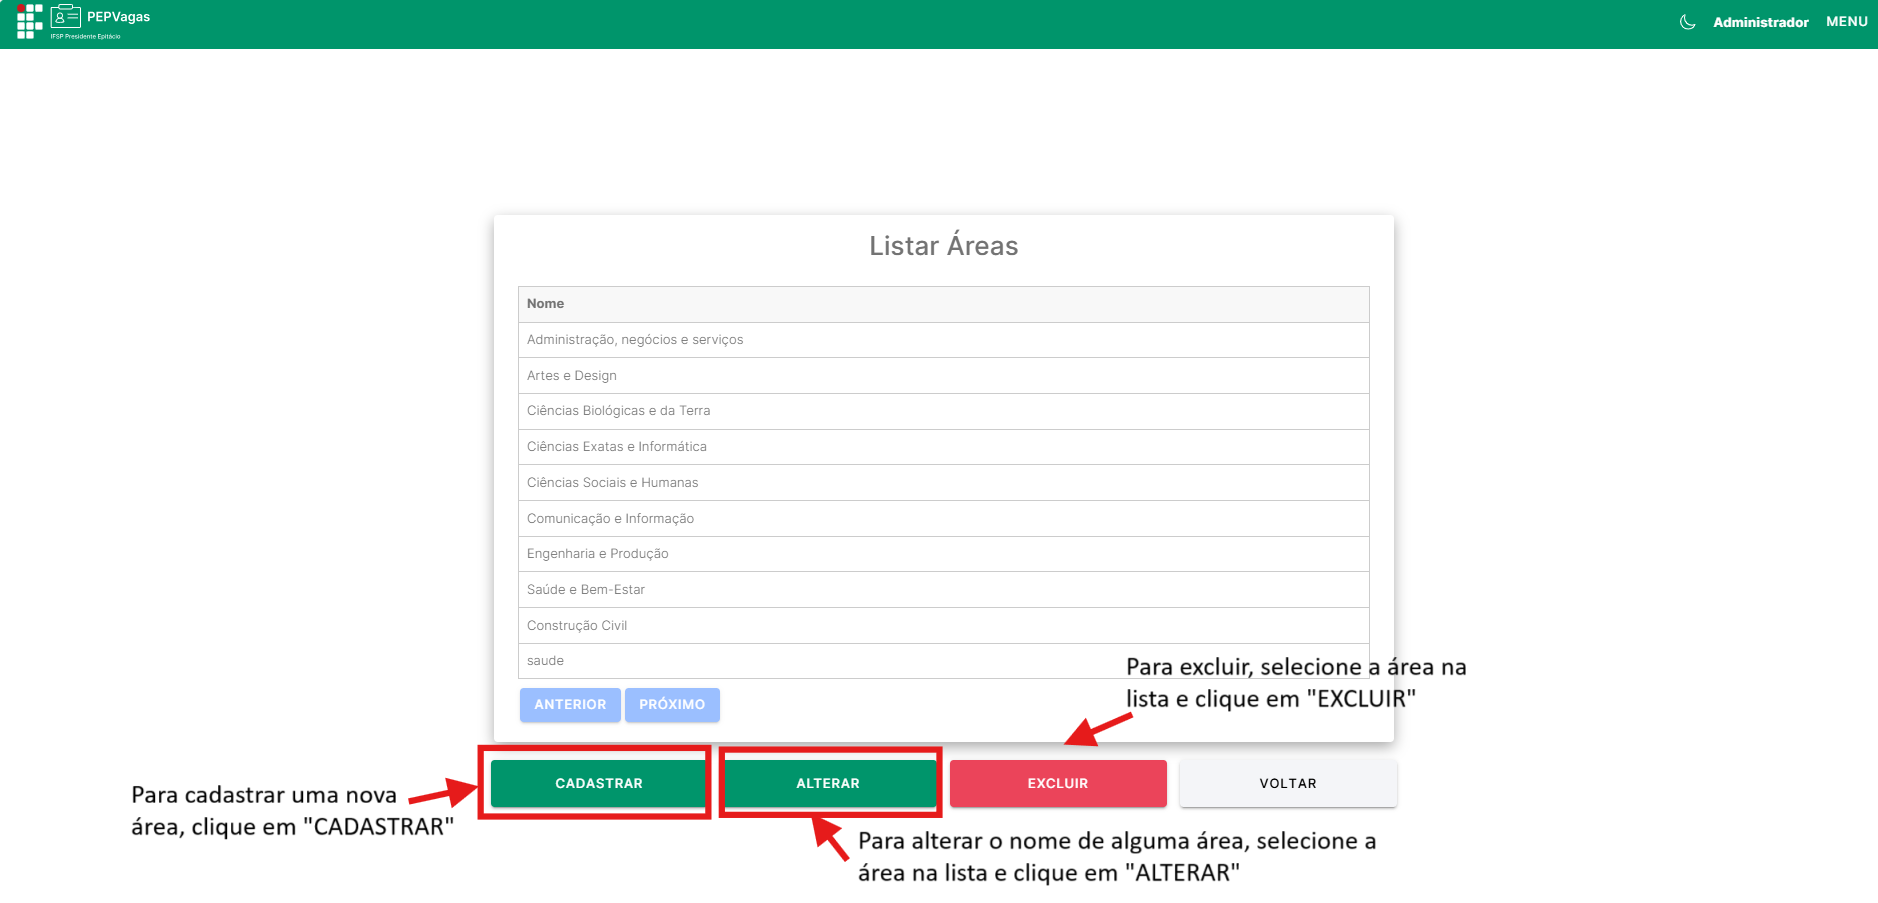 PEPVagas
IFSP Presidente Epitácio
Administrador
MENU
Listar Áreas
Nome
Administração, negócios e serviços
Artes e Design
Ciências Biológicas e da Terra
Ciências Exatas e Informática
Ciências Sociais e Humanas
Comunicação e Informação
Engenharia e Produção
Saúde e Bem-Estar
Construção Civil
saude
ANTERIOR
PRÓXIMO
Para excluir, selecione a área na
lista e clique em "EXCLUIR"
CADASTRAR
ALTERAR
EXCLUIR
VOLTAR
Para cadastrar uma nova
área, clique em "CADASTRAR"
Para alterar o nome de alguma área, selecione a
área na lista e clique em "ALTERAR"